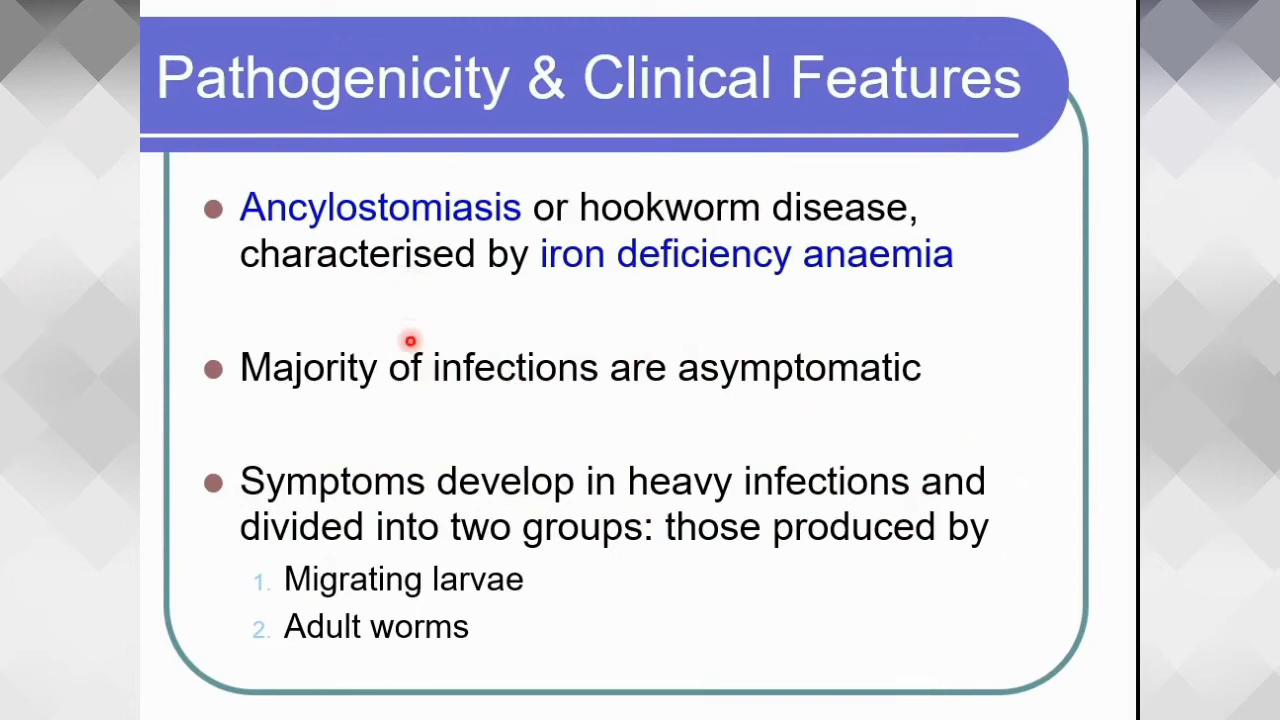 Pathogenicity & Clinical Features
Ancylostomiasis or hookworm disease,
characterised by iron deficiency anaemia
Majority of infections are asymptomatic
Symptoms develop in heavy infections and
divided into two groups: those produced by
1. Migrating larvae
2. Adult worms